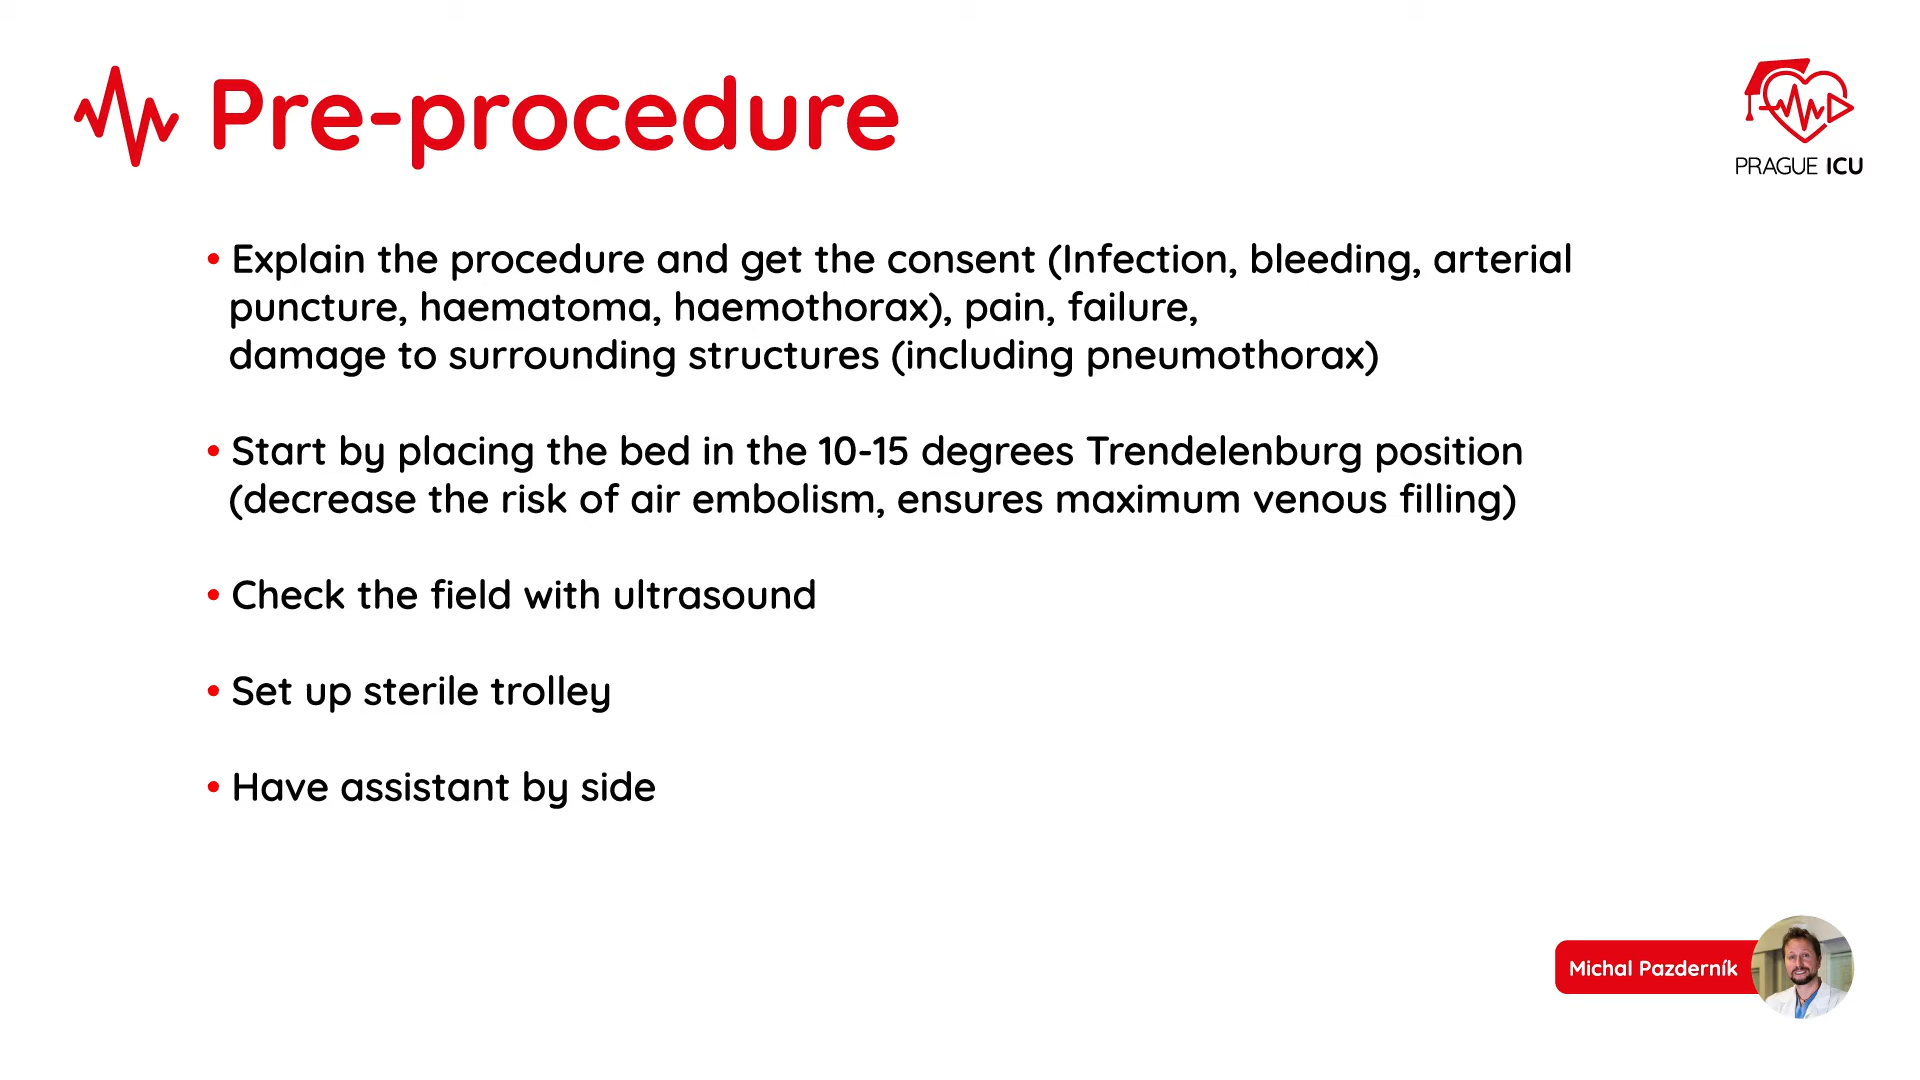 Pre-procedure
PRAGUE ICU
• Explain the procedure and get the consent (Infection, bleeding, arterial
puncture, haematoma, haemothorax), pain, failure,
damage to surrounding structures (including pneumothorax)
• Start by placing the bed in the 10-15 degrees Trendelenburg position
(decrease the risk of air embolism, ensures maximum venous filling)
• Check the field with ultrasound
• Set up sterile trolley
• Have assistant by side
Michal Pazderník